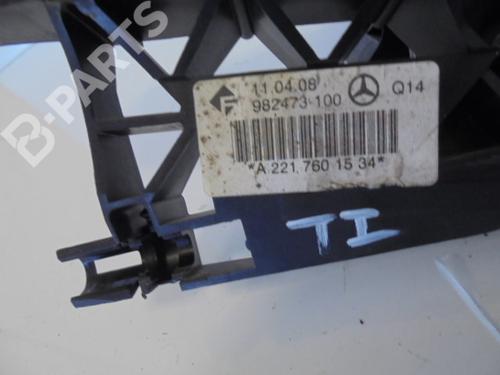 B-PARTS
11.04.08 Q14
982473-100
*A 221 760 15 34*
TI